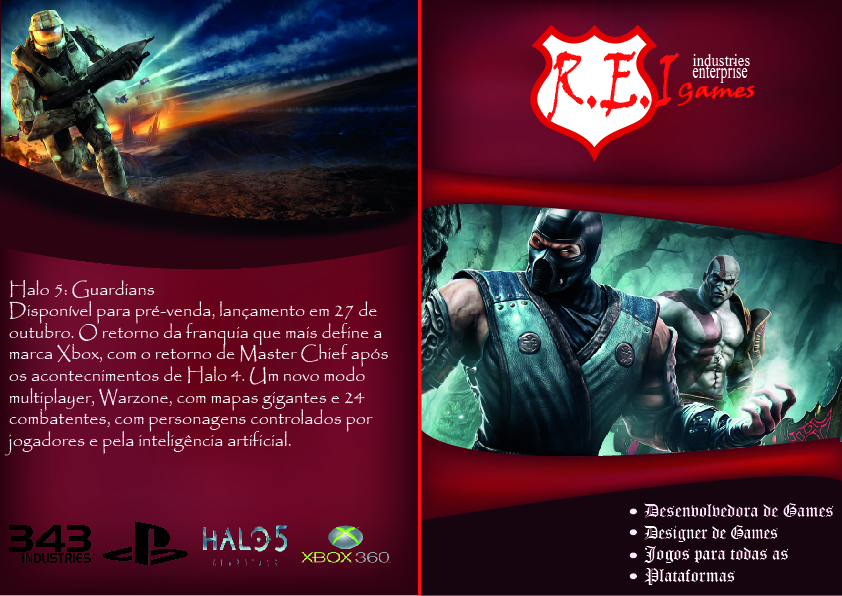 Halo 5: Guardians
Disponível para pré-venda, lançamento em 27 de
outubro. O retorno da franquia que mais define a
marca Xbox, com o retorno de Master Chief após
os acontecnimentos de Halo 4. Um novo modo
multiplayer, Warzone, com mapas gigantes e 24
combatentes, com personagens controlados por
jogadores e pela inteligência artificial.
343
INDUSTRIES
HALO 5
GUARDIANS
XBOX 360
R.E.I
industries
enterprise
games
• Desenvolvedora de Games
• Designer de Games
• Jogos para todas as
• Plataformas